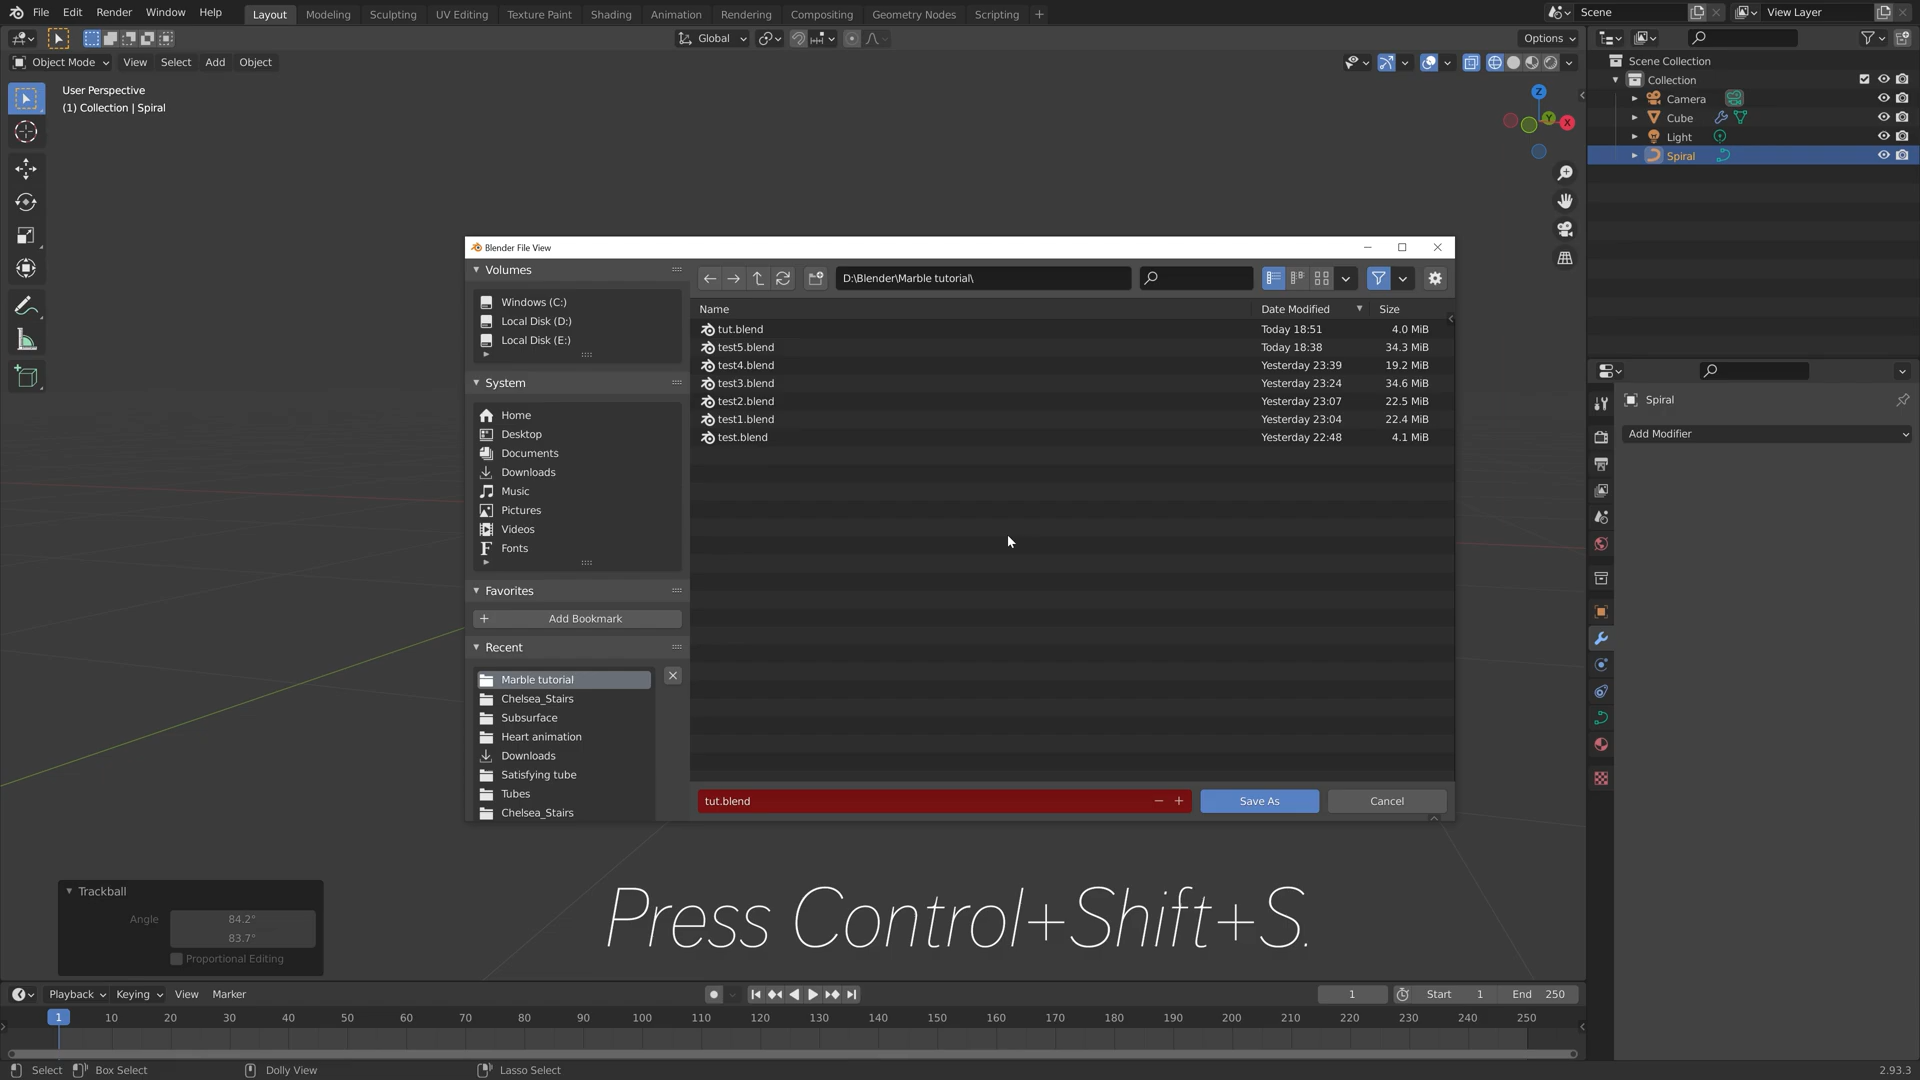 File Edit Render Window Help Layout Modeling Sculpting UV Editing Texture Paint Shading Animation Rendering Compositing Geometry Nodes Scripting Scene View Layer
Global Options
Object Mode View Select Add Object
User Perspective
(1) Collection | Spiral
Z
Y
X
Scene Collection
Collection
Camera
Cube
Light
Spiral
Spiral
Add Modifier
Blender File View
Volumes
Windows (C:)
Local Disk (D:)
Local Disk (E:)
System
Home
Desktop
Documents
Downloads
Music
Pictures
Videos
Fonts
Favorites
Add Bookmark
Recent
Marble tutorial
Chelsea_Stairs
Subsurface
Heart animation
Downloads
Satisfying tube
Tubes
Chelsea_Stairs
D:\Blender\Marble tutorial\
Name Date Modified Size
tut.blend Today 18:51 4.0 MiB
test5.blend Today 18:38 34.3 MiB
test4.blend Yesterday 23:39 19.2 MiB
test3.blend Yesterday 23:24 34.6 MiB
test2.blend Yesterday 23:07 22.5 MiB
test1.blend Yesterday 23:04 22.4 MiB
test.blend Yesterday 22:48 4.1 MiB
tut.blend Save As Cancel
Trackball
Angle 84.2°
83.7°
Proportional Editing
Press Control+Shift+S.
Playback Keying View Marker 1 Start 1 End 250
1 10 20 30 40 50 60 70 80 90 100 110 120 130 140 150 160 170 180 190 200 210 220 230 240 250
Select Box Select Dolly View Lasso Select 2.93.3